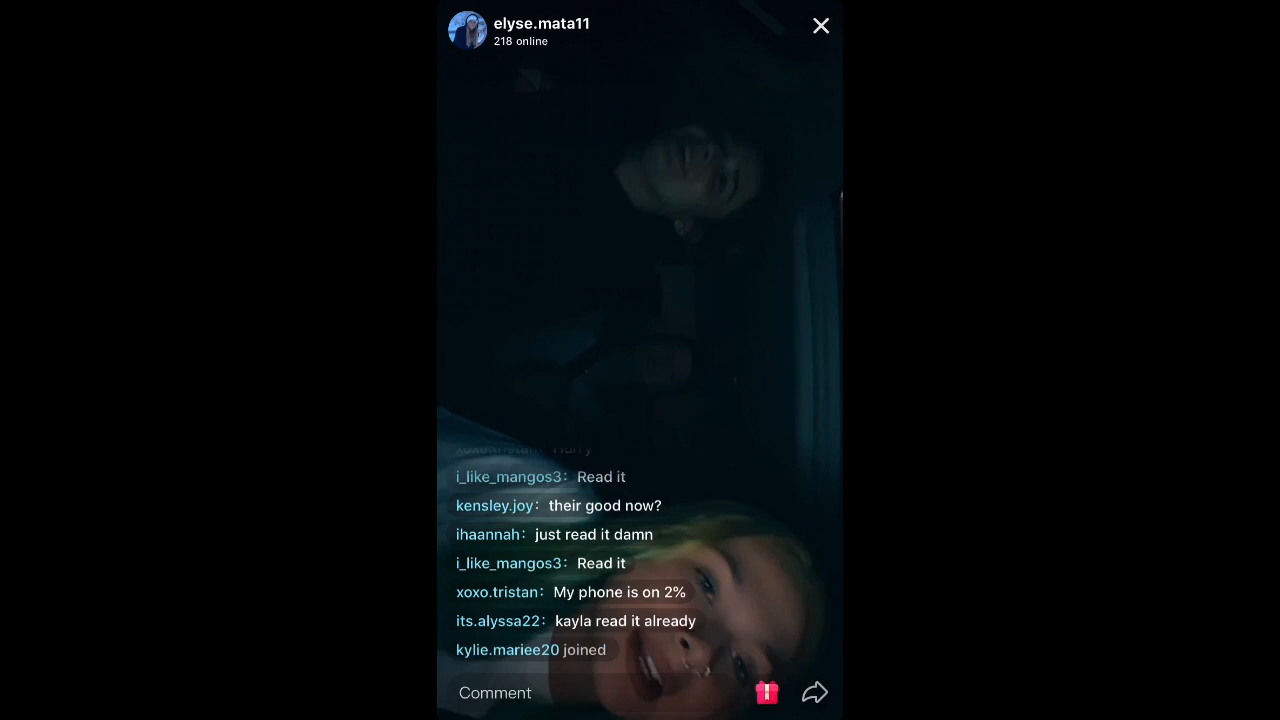 elyse.mata11
218 online
i_like_mangos3: Read it
kensley.joy: their good now?
ihaannah: just read it damn
i_like_mangos3: Read it
xoxo.tristan: My phone is on 2%
its.alyssa22: kayla read it already
kylie.mariee20 joined
Comment